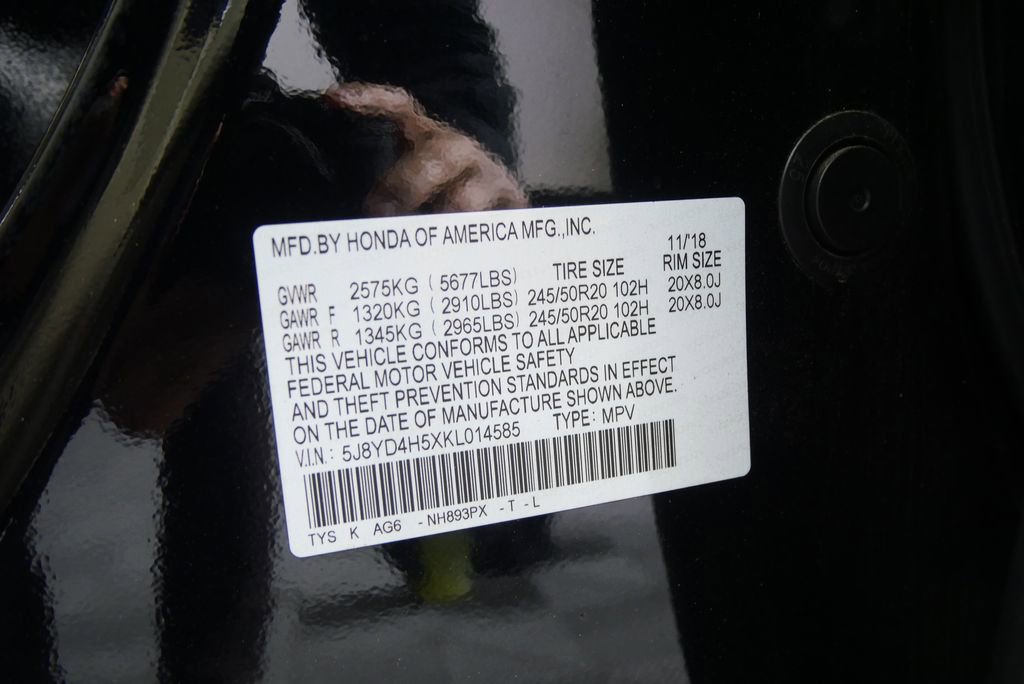 MFD.BY HONDA OF AMERICA MFG.,INC.
11/'18
GVWR 2575KG ( 5677LBS) TIRE SIZE RIM SIZE
GAWR F 1320KG ( 2910LBS) 245/50R20 102H 20X8.0J
GAWR R 1345KG ( 2965LBS) 245/50R20 102H 20X8.0J
THIS VEHICLE CONFORMS TO ALL APPLICABLE
FEDERAL MOTOR VEHICLE SAFETY
AND THEFT PREVENTION STANDARDS IN EFFECT
ON THE DATE OF MANUFACTURE SHOWN ABOVE.
V.I.N: 5J8YD4H5XKL014585 TYPE: MPV
TYS K AG6 - NH893PX - T - L